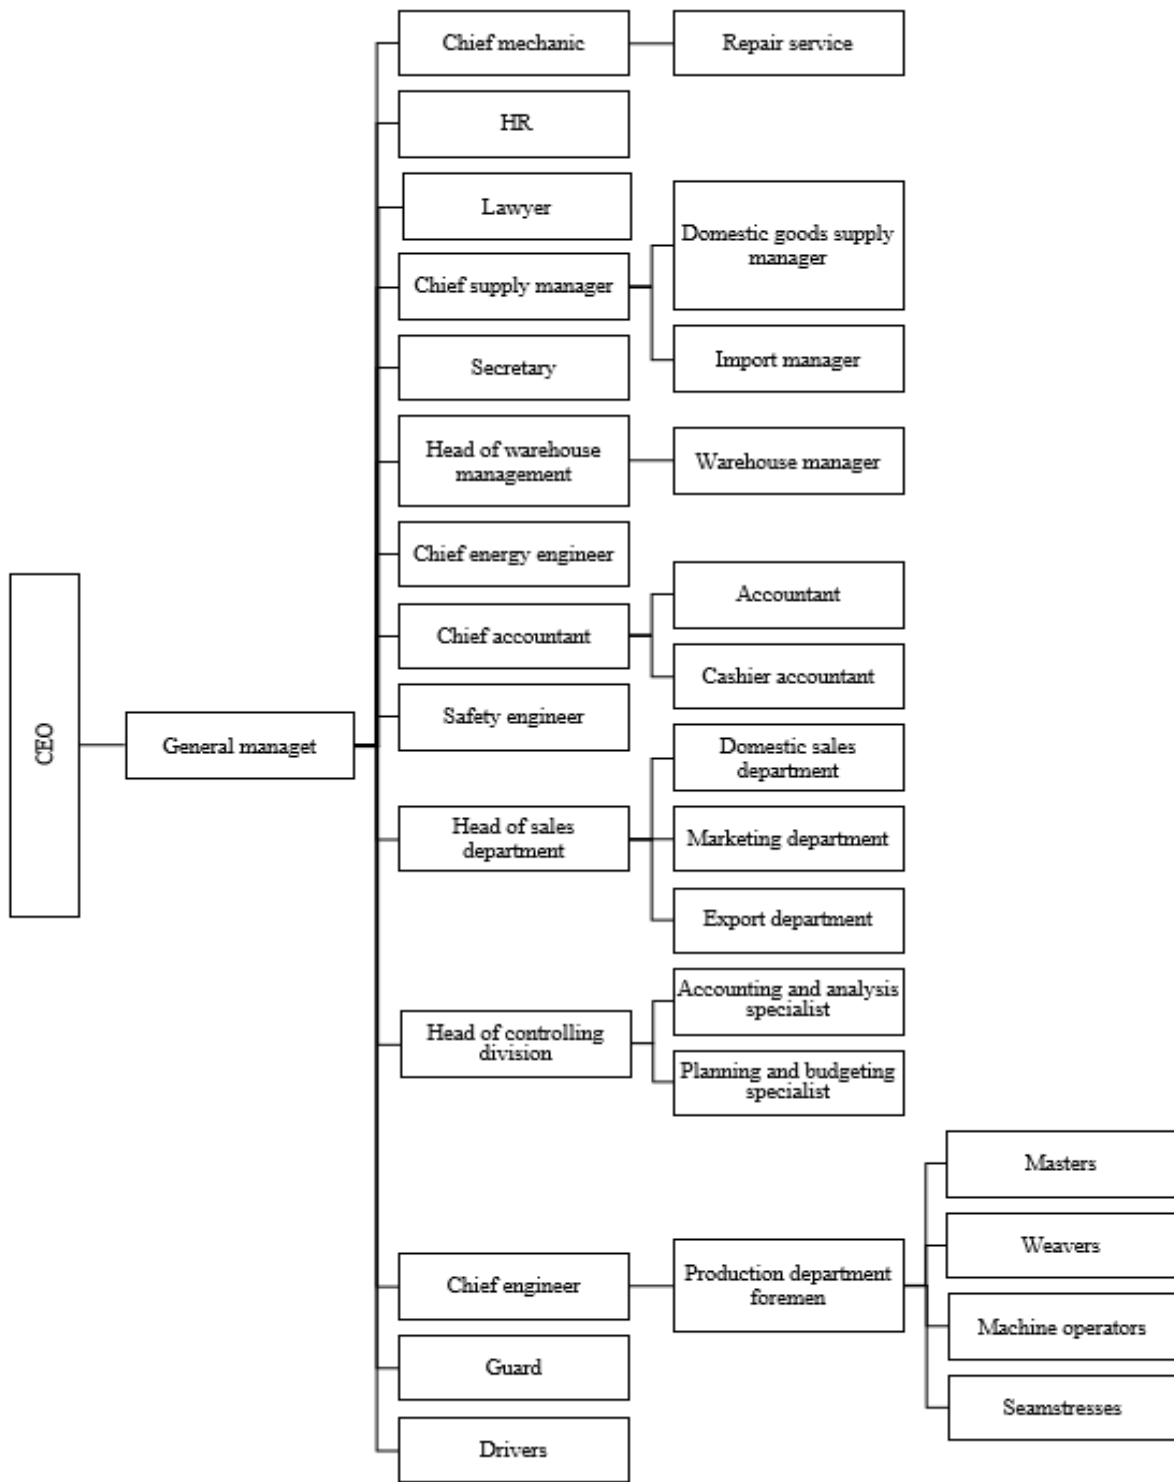 Chief mechanic
Repair service
HR
Lawyer
Domestic goods supply
manager
Chief supply manager
Import manager
Secretary
Head of warehouse
management
Warehouse manager
Chief energy engineer
Accountant
Chief accountant
Cashier accountant
Safety engineer
CEO
General managet
Domestic sales
department
Head of sales
department
Marketing department
Export department
Accounting and analysis
specialist
Head of controlling
division
Planning and budgeting
specialist
Masters
Weavers
Chief engineer
Production department
foremen
Machine operators
Guard
Seamstresses
Drivers